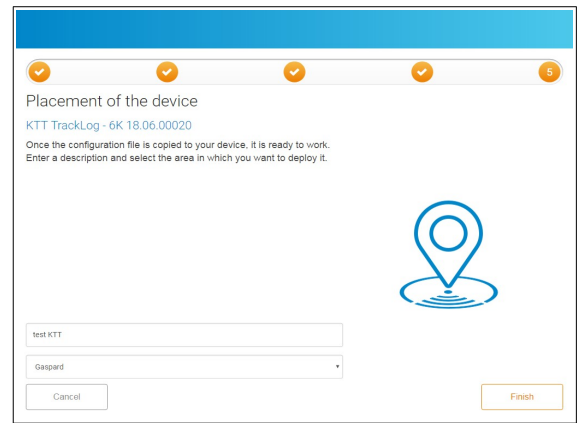 5
Placement of the device
KTT TrackLog - 6K 18.06.00020
Once the configuration file is copied to your device, it is ready to work.
Enter a description and select the area in which you want to deploy it.
test KTT
Gaspard
Cancel
Finish